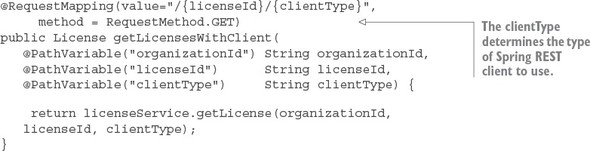 @RequestMapping(value="/{licenseId}/{clientType}",
method = RequestMethod.GET)
public License getLicensesWithClient(
@PathVariable("organizationId") String organizationId,
@PathVariable("licenseId") String licenseId,
@PathVariable("clientType") String clientType) {
return licenseService.getLicense(organizationId,
licenseId, clientType);
}
The clientType
determines the type
of Spring REST
client to use.